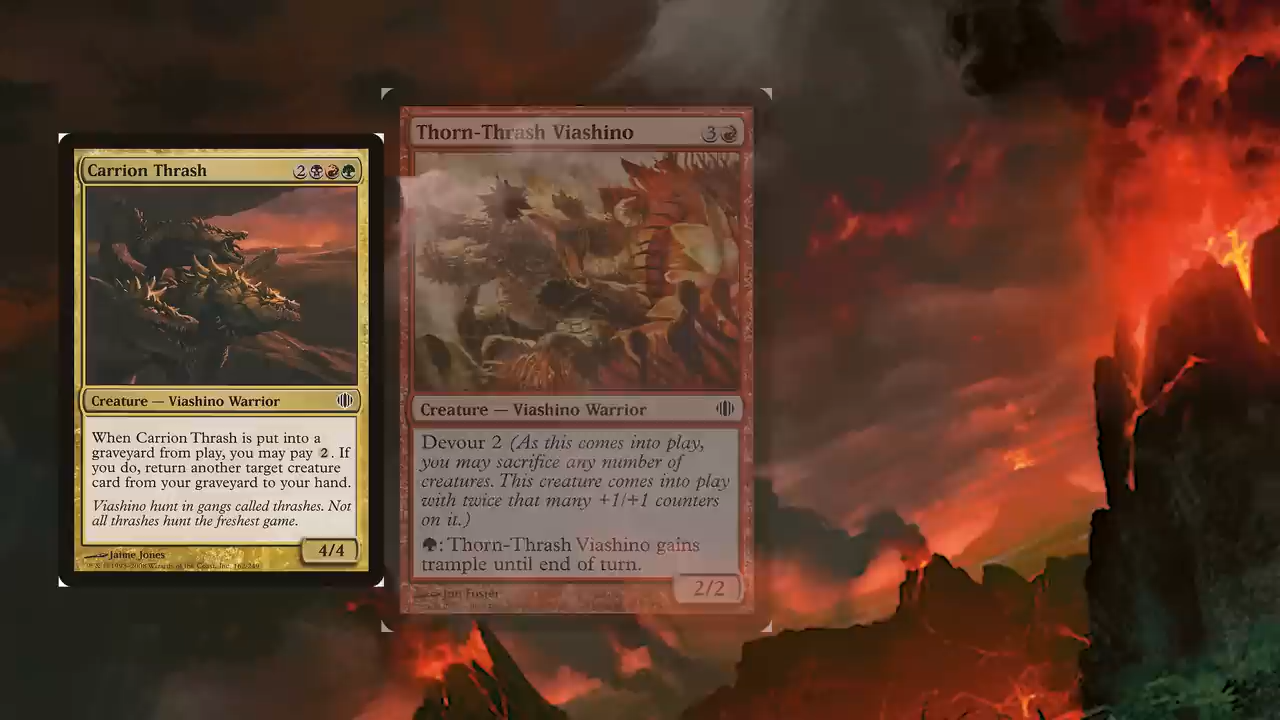 Carrion Thrash 2
Creature — Viashino Warrior
When Carrion Thrash is put into a
graveyard from play, you may pay 2. If
you do, return another target creature
card from your graveyard to your hand.
Viashino hunt in gangs called thrashes. Not
all thrashes hunt the freshest game.
Jaime Jones
4/4
Thorn-Thrash Viashino 3
Creature — Viashino Warrior
Devour 2 (As this comes into play,
you may sacrifice any number of
creatures. This creature comes into play
with twice that many +1/+1 counters
on it.)
: Thorn-Thrash Viashino gains
trample until end of turn.
2/2